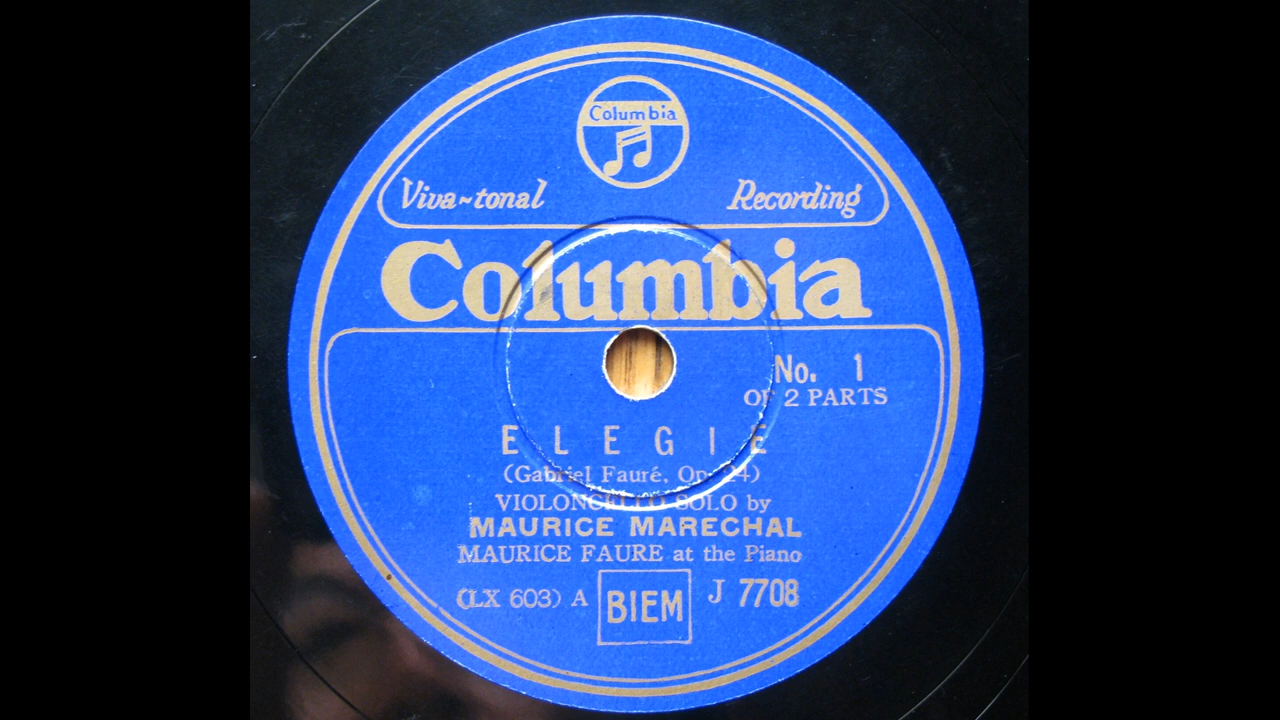 Columbia
Viva~tonal Recording
Columbia
No. 1
OF 2 PARTS
ELEGIE
(Gabriel Fauré, Op. 24)
VIOLONCELLO SOLO by
MAURICE MARECHAL
MAURICE FAURE at the Piano
(LX 603) A BIEM J 7708